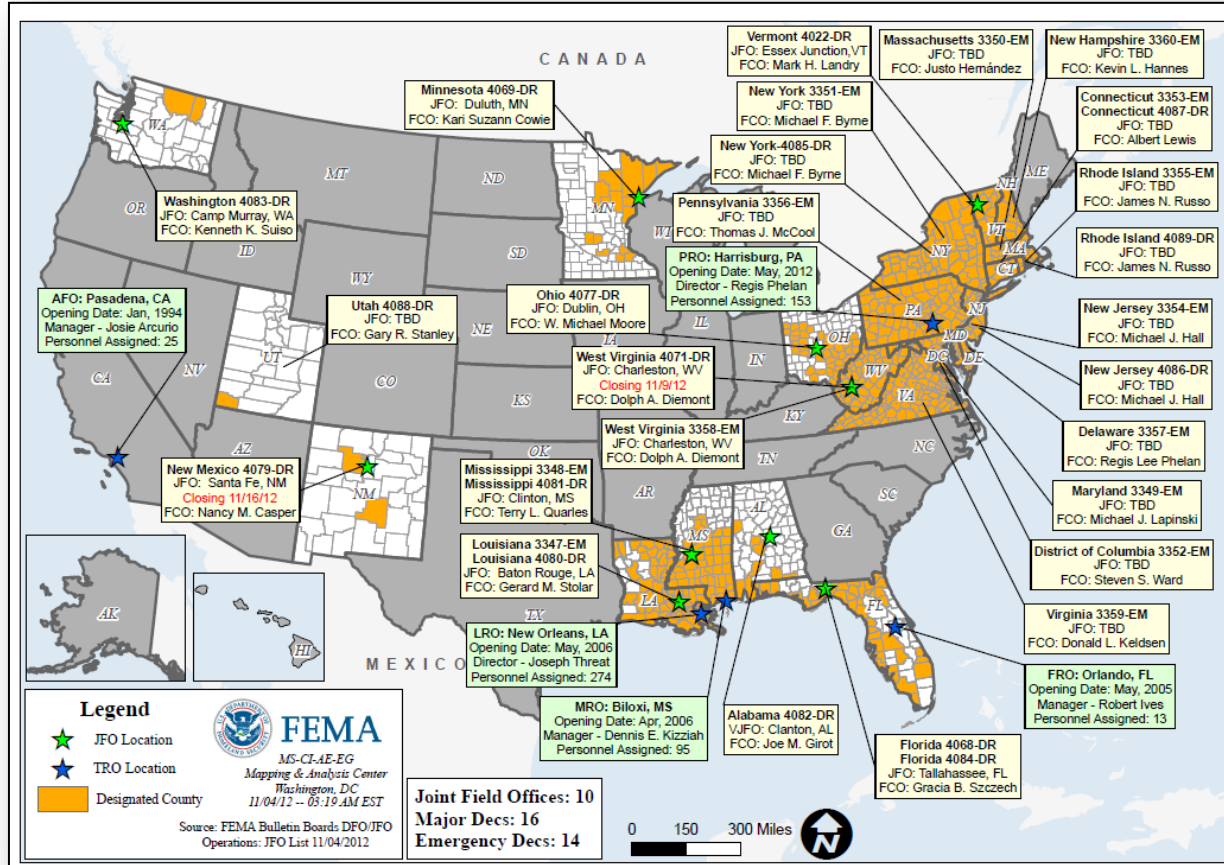 CANADA
Vermont 4022-DR
JFO: Essex Junction,VT
FCO: Mark H. Landry
Massachusetts 3350-EM
JFO: TBD
FCO: Justo Hernández
New Hampshire 3360-EM
JFO: TBD
FCO: Kevin L. Hannes
Minnesota 4069-DR
JFO: Duluth, MN
FCO: Kari Suzann Cowie
New York 3351-EM
JFO: TBD
FCO: Michael F. Byrne
Connecticut 3353-EM
Connecticut 4087-DR
JFO: TBD
FCO: Albert Lewis
New York-4085-DR
JFO: TBD
FCO: Michael F. Byrne
Rhode Island 3355-EM
JFO: TBD
FCO: James N. Russo
Washington 4083-DR
JFO: Camp Murray, WA
FCO: Kenneth K. Suiso
Pennsylvania 3356-EM
JFO: TBD
FCO: Thomas J. McCool
Rhode Island 4089-DR
JFO: TBD
FCO: James N. Russo
PRO: Harrisburg, PA
Opening Date: May, 2012
Director - Regis Phelan
Personnel Assigned: 153
AFO: Pasadena, CA
Opening Date: Jan, 1994
Manager - Josie Arcurio
Personnel Assigned: 25
Utah 4088-DR
JFO: TBD
FCO: Gary R. Stanley
Ohio 4077-DR
JFO: Dublin, OH
FCO: W. Michael Moore
New Jersey 3354-EM
JFO: TBD
FCO: Michael J. Hall
West Virginia 4071-DR
JFO: Charleston, WV
Closing 11/9/12
FCO: Dolph A. Diemont
New Jersey 4086-DR
JFO: TBD
FCO: Michael J. Hall
West Virginia 3358-EM
JFO: Charleston, WV
FCO: Dolph A. Diemont
Delaware 3357-EM
JFO: TBD
FCO: Regis Lee Phelan
New Mexico 4079-DR
JFO: Santa Fe, NM
Closing 11/16/12
FCO: Nancy M. Casper
Mississippi 3348-EM
Mississippi 4081-DR
JFO: Clinton, MS
FCO: Terry L. Quarles
Maryland 3349-EM
JFO: TBD
FCO: Michael J. Lapinski
Louisiana 3347-EM
Louisiana 4080-DR
JFO: Baton Rouge, LA
FCO: Gerard M. Stolar
District of Columbia 3352-EM
JFO: TBD
FCO: Steven S. Ward
Virginia 3359-EM
JFO: TBD
FCO: Donald L. Keldsen
LRO: New Orleans, LA
Opening Date: May, 2006
Director - Joseph Threat
Personnel Assigned: 274
FRO: Orlando, FL
Opening Date: May, 2005
Manager - Robert Ives
Personnel Assigned: 13
MRO: Biloxi, MS
Opening Date: Apr, 2006
Manager - Dennis E. Kizziah
Personnel Assigned: 95
Alabama 4082-DR
VJFO: Clanton, AL
FCO: Joe M. Girot
Florida 4068-DR
Florida 4084-DR
JFO: Tallahassee, FL
FCO: Gracia B. Szczech
WA
MT
ND
OR
ID
SD
WY
MN
WI
NE
IA
IL
IN
OH
NV
UT
CO
KS
CA
AZ
NM
OK
AR
TX
LA
MS
AL
GA
FL
SC
NC
TN
KY
WV
VA
DC
MD
DE
NJ
PA
NY
CT
MA
VT
NH
ME
AK
HI
MEXICO
Legend
JFO Location
TRO Location
Designated County
FEMA
MS-CI-AE-EG
Mapping & Analysis Center
Washington, DC
11/04/12 -- 03:19 AM EST
Source: FEMA Bulletin Boards DFO/JFO
Operations: JFO List 11/04/2012
Joint Field Offices: 10
Major Decs: 16
Emergency Decs: 14
0 150 300 Miles
N